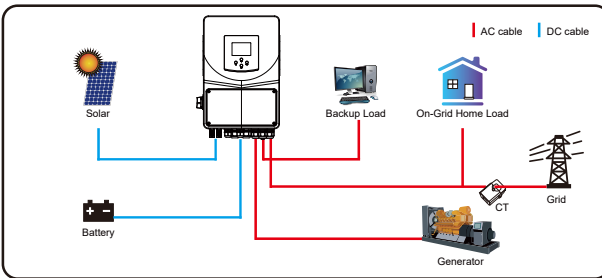 AC cable
DC cable
Solar
Backup Load
On-Grid Home Load
Grid
CT
Battery
Generator